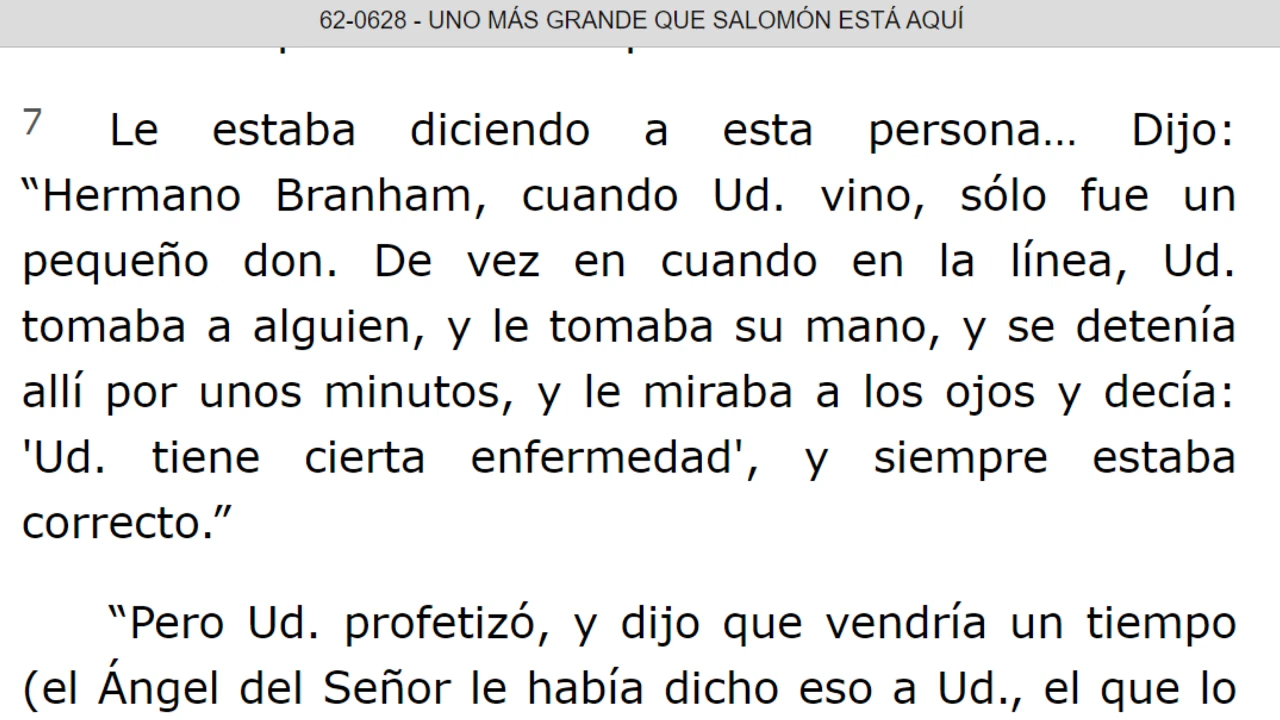 62-0628 - UNO MÁS GRANDE QUE SALOMÓN ESTÁ AQUÍ
7 Le estaba diciendo a esta persona… Dijo:
“Hermano Branham, cuando Ud. vino, sólo fue un
pequeño don. De vez en cuando en la línea, Ud.
tomaba a alguien, y le tomaba su mano, y se detenía
allí por unos minutos, y le miraba a los ojos y decía:
'Ud. tiene cierta enfermedad', y siempre estaba
correcto.”
“Pero Ud. profetizó, y dijo que vendría un tiempo
(el Ángel del Señor le había dicho eso a Ud., el que lo